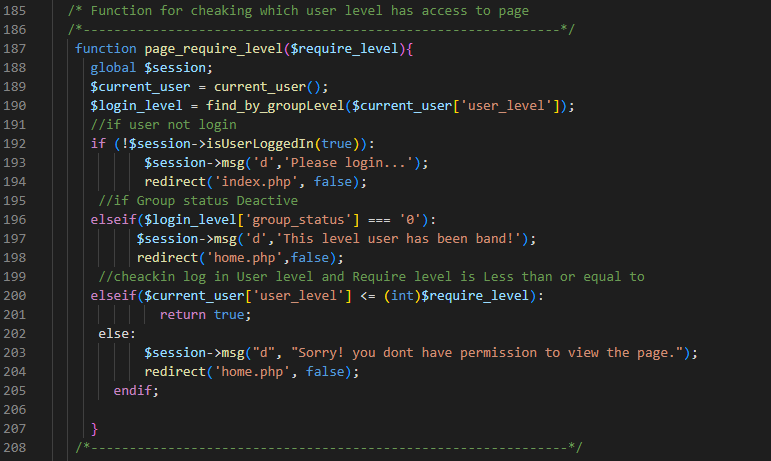 185 /* Function for cheaking which user level has access to page
186 /*--------------------------------------------------------------*/
187 function page_require_level($require_level){
188 global $session;
189 $current_user = current_user();
190 $login_level = find_by_groupLevel($current_user['user_level']);
191 //if user not login
192 if (!$session->isUserLoggedIn(true)):
193 $session->msg('d','Please login...');
194 redirect('index.php', false);
195 //if Group status Deactive
196 elseif($login_level['group_status'] === '0'):
197 $session->msg('d','This level user has been band!');
198 redirect('home.php',false);
199 //cheackin log in User level and Require level is Less than or equal to
200 elseif($current_user['user_level'] <= (int)$require_level):
201 return true;
202 else:
203 $session->msg("d", "Sorry! you dont have permission to view the page.");
204 redirect('home.php', false);
205 endif;
206
207 }
208 /*--------------------------------------------------------------*/